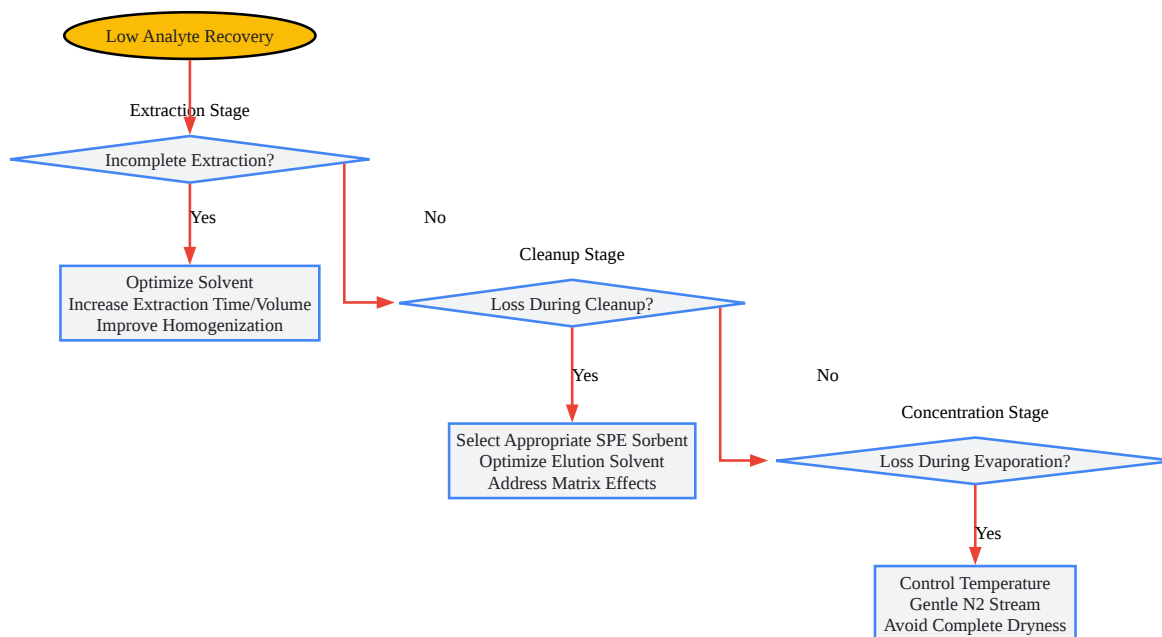 Low Analyte Recovery
Extraction Stage
Incomplete Extraction?
Yes
No
Optimize Solvent
Increase Extraction Time/Volume
Improve Homogenization
Cleanup Stage
Loss During Cleanup?
Yes
No
Select Appropriate SPE Sorbent
Optimize Elution Solvent
Address Matrix Effects
Concentration Stage
Loss During Evaporation?
Yes
Control Temperature
Gentle N2 Stream
Avoid Complete Dryness